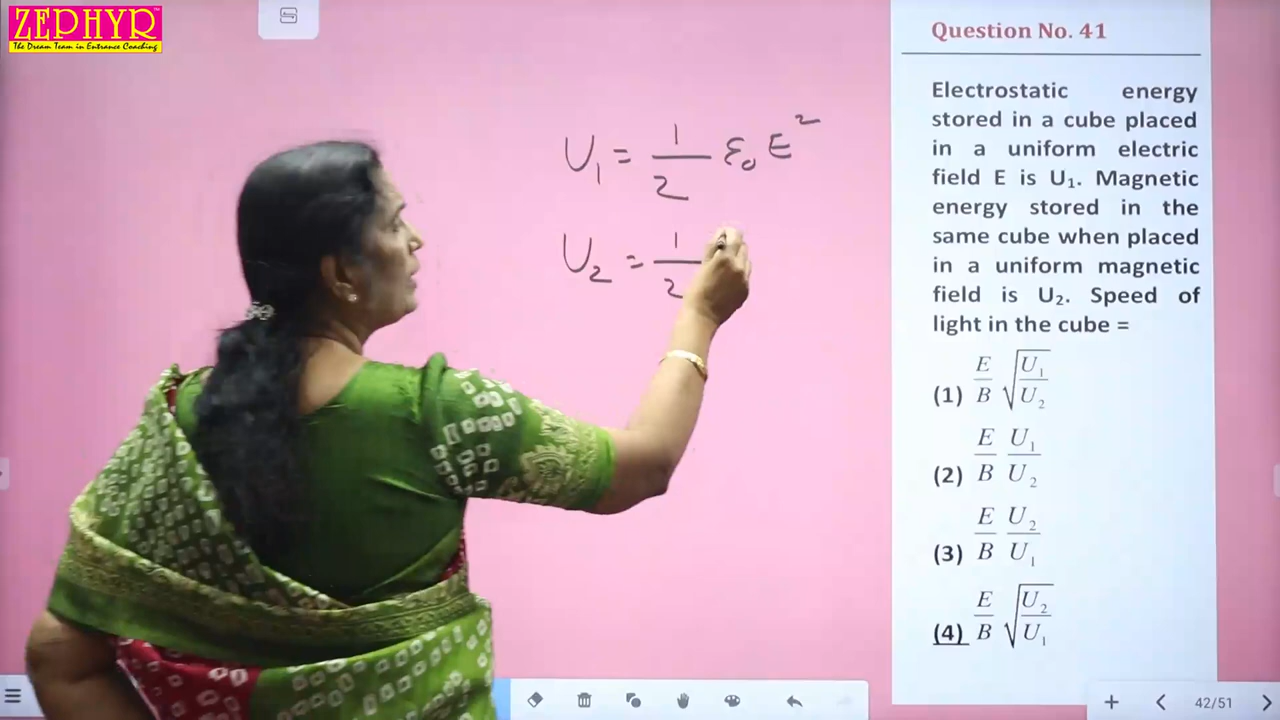 ZEPHYR™
The Dream Team in Entrance Coaching
U₁ = 1/2 ε₀ E²
U₂ = 1/2
Question No. 41
Electrostatic energy
stored in a cube placed
in a uniform electric
field E is U₁. Magnetic
energy stored in the
same cube when placed
in a uniform magnetic
field is U₂. Speed of
light in the cube =
(1) E/B √(U₁/U₂)
(2) E/B U₁/U₂
(3) E/B U₂/U₁
(4) E/B √(U₂/U₁)
42/51